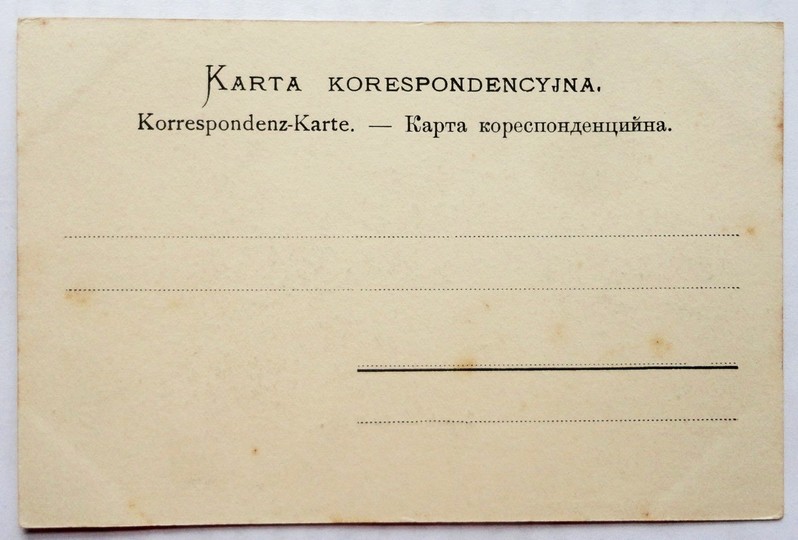 KARTA KORESPONDENCYJNA.
Korrespondenz-Karte. — Карта кореспонденцийна.